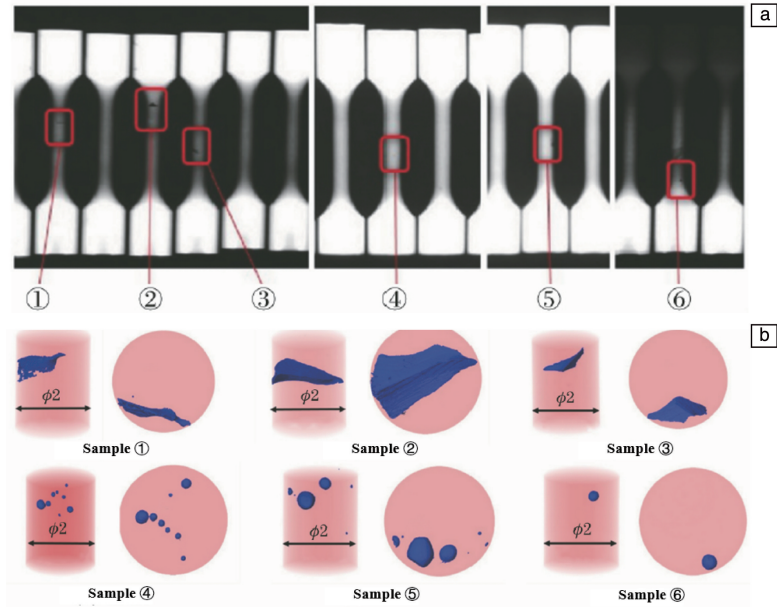 a
① ② ③ ④ ⑤ ⑥
b
ϕ2 ϕ2 ϕ2
Sample ① Sample ② Sample ③
ϕ2 ϕ2 ϕ2
Sample ④ Sample ⑤ Sample ⑥